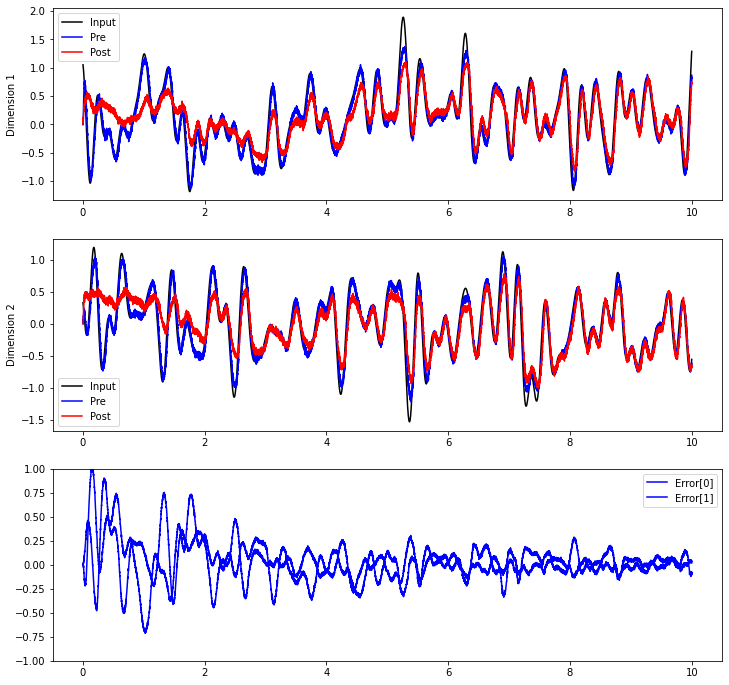 2.0
1.5
1.0
0.5
0.0
−0.5
−1.0
Dimension 1
Input
Pre
Post
0 2 4 6 8 10
1.0
0.5
0.0
−0.5
−1.0
−1.5
Dimension 2
Input
Pre
Post
0 2 4 6 8 10
1.00
0.75
0.50
0.25
0.00
−0.25
−0.50
−0.75
−1.00
Error[0]
Error[1]
0 2 4 6 8 10